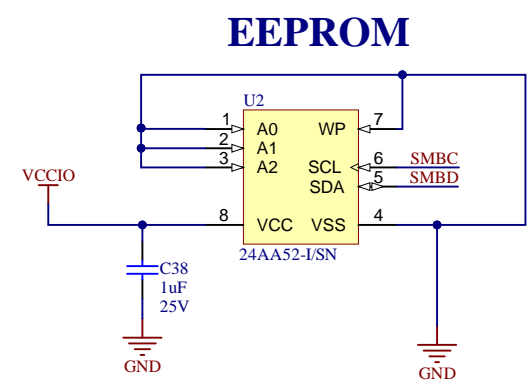 EEPROM
U2
1 A0 WP 7
2 A1
3 A2 SCL 6 SMBC
SDA 5 SMBD
VCCIO
8 VCC VSS 4
24AA52-I/SN
C38
1uF
25V
GND
GND